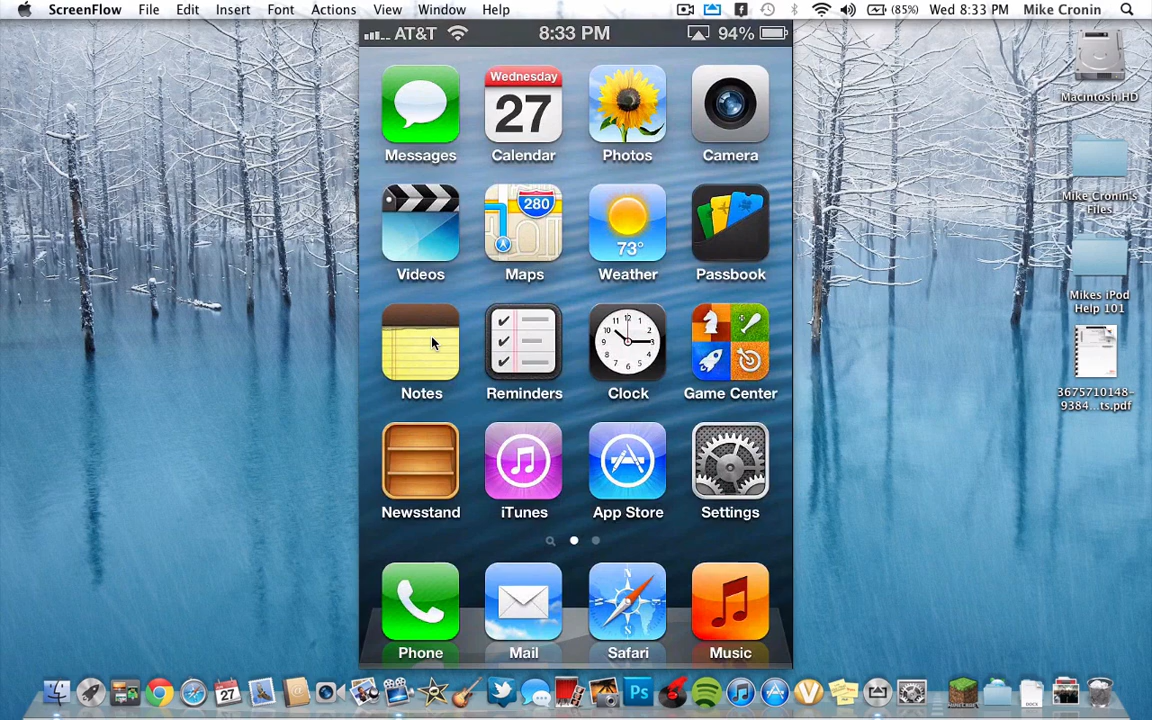 ScreenFlow File Edit Insert Font Actions View Window Help (85%) Wed 8:33 PM Mike Cronin
AT&T 8:33 PM 94%
Wednesday
27
Messages Calendar Photos Camera
280
73°
Videos Maps Weather Passbook
Notes Reminders Clock Game Center
Newsstand iTunes App Store Settings
Phone Mail Safari Music
Macintosh HD
Mike Cronin's
Files
Mikes iPod
Help 101
3675710148-
9384...ts.pdf
27 Ps V DOCX